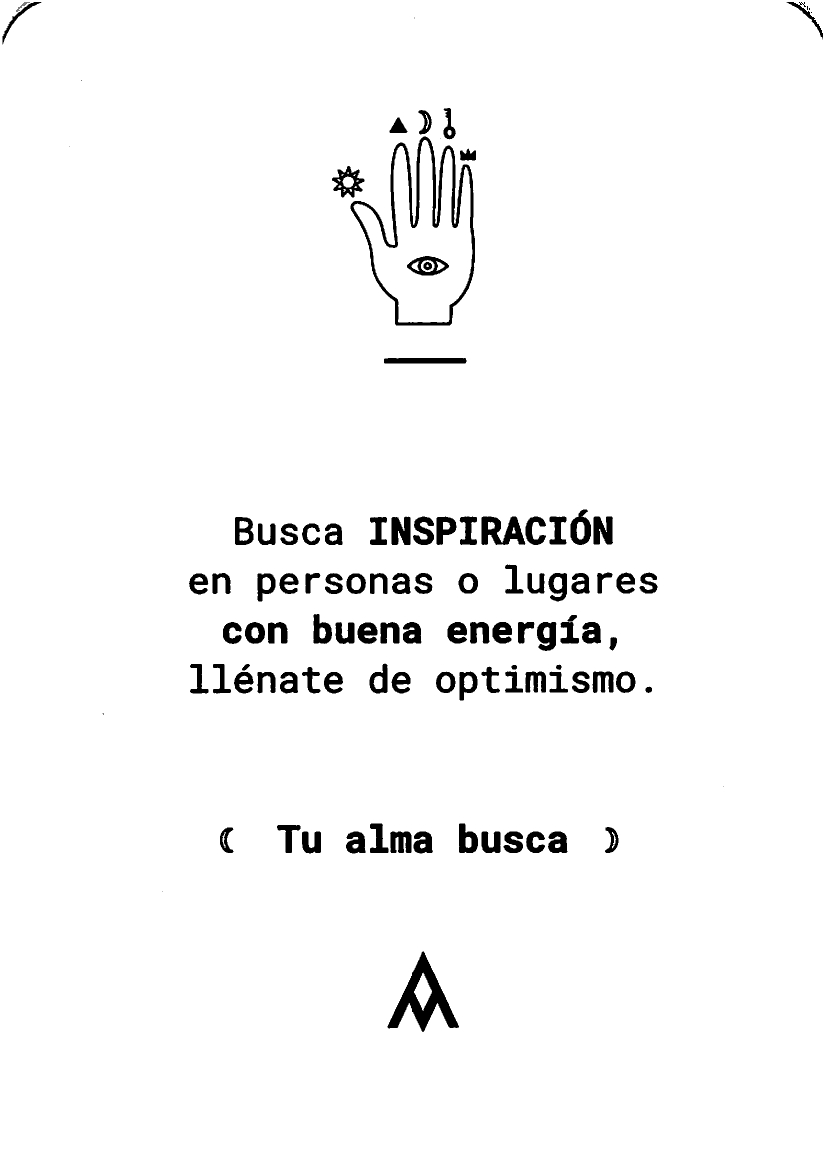 Busca INSPIRACIÓN
en personas o lugares
con buena energía,
llénate de optimismo.
Tu alma busca